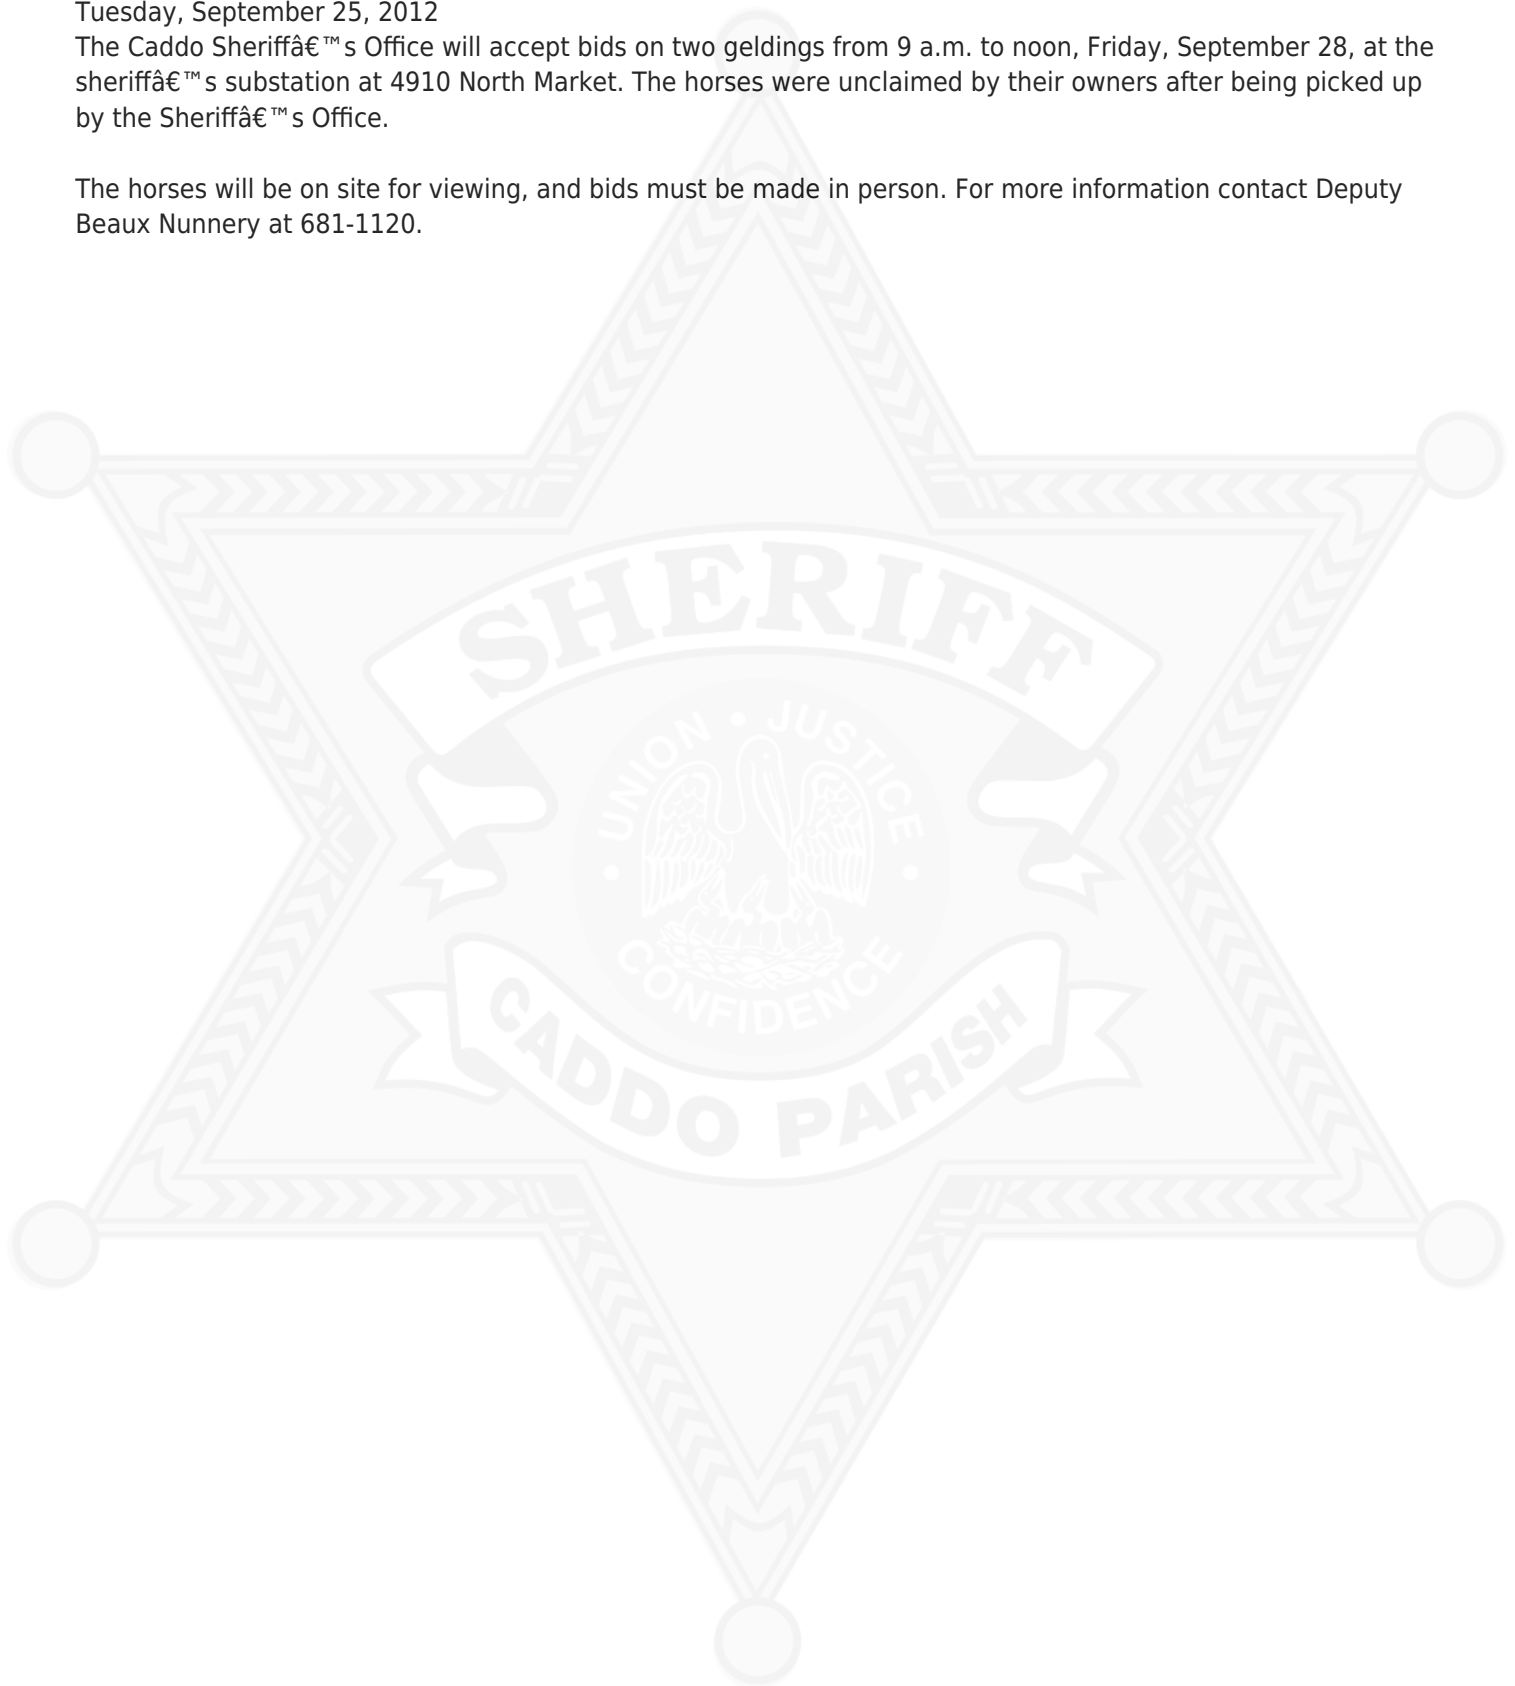 Tuesday, September 25, 2012
The Caddo Sheriffâ€™s Office will accept bids on two geldings from 9 a.m. to noon, Friday, September 28, at the
sheriffâ€™s substation at 4910 North Market. The horses were unclaimed by their owners after being picked up
by the Sheriffâ€™s Office.
The horses will be on site for viewing, and bids must be made in person. For more information contact Deputy
Beaux Nunnery at 681-1120.
SHERIFF
UNION • JUSTICE
• CONFIDENCE •
CADDO PARISH